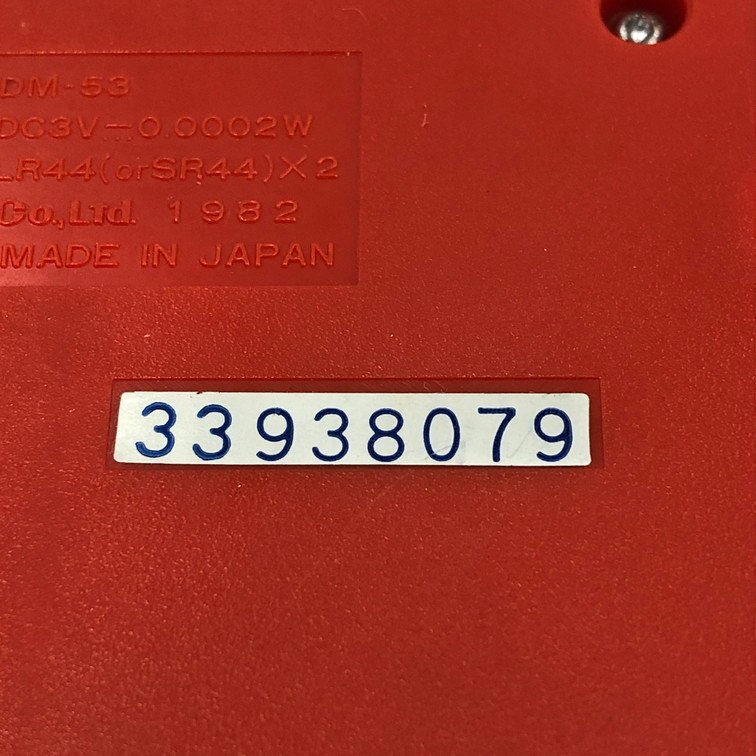 DM-53
DC3V—0.0002W
LR44(orSR44)X2
Co.,Ltd. 1982
MADE IN JAPAN
33938079